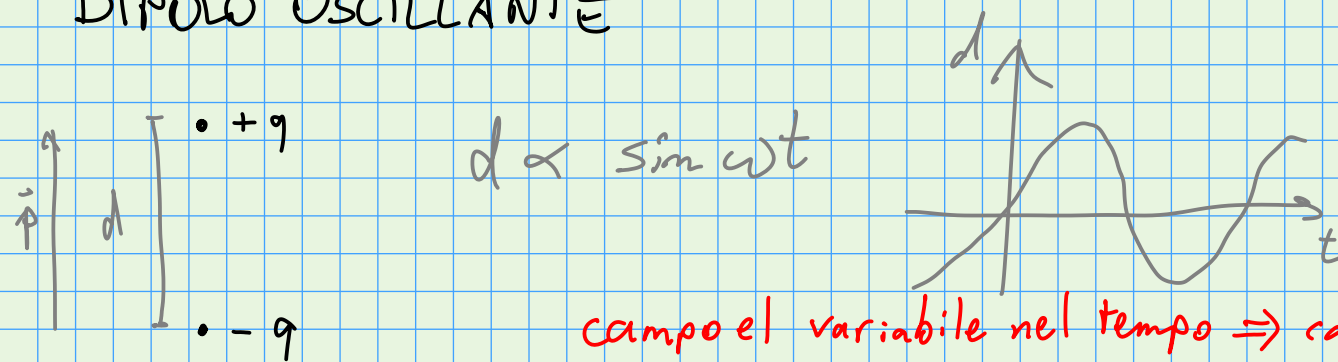 DIPOLO OSCILLANTE
d
• + q
p⃗ d
d ∝ sin ωt
t
• - q
campo el variabile nel tempo ⇒